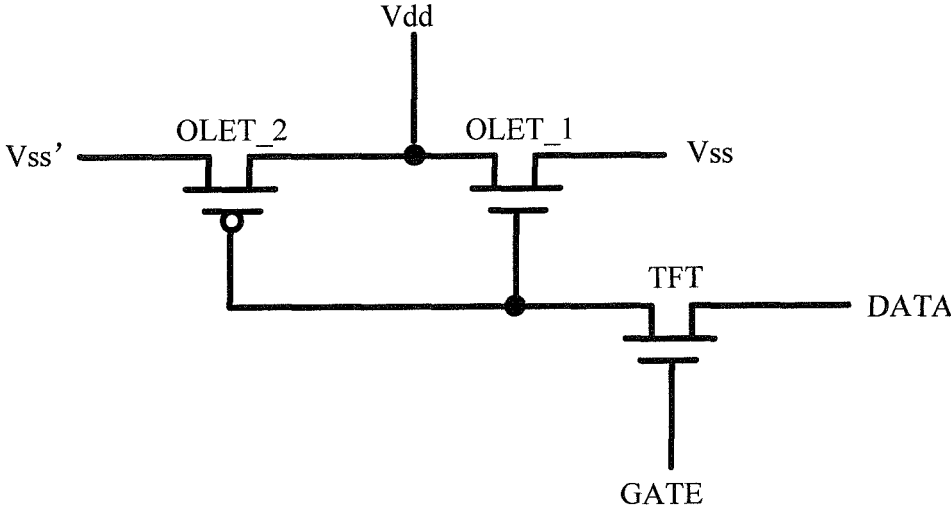 Vdd
OLET_2
OLET_1
Vss’
Vss
TFT
DATA
GATE